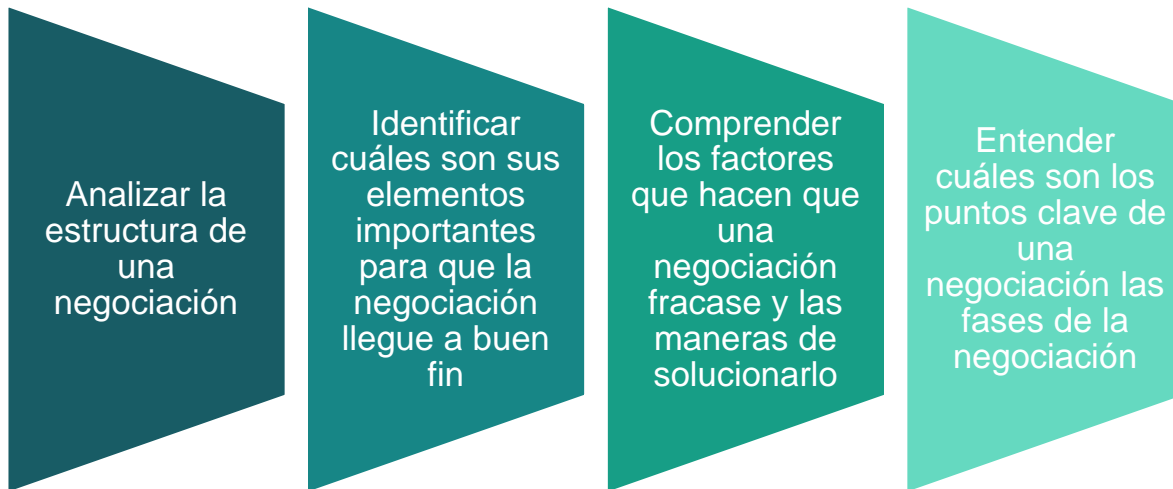 Analizar la
estructura de
una
negociación
Identificar
cuáles son sus
elementos
importantes
para que la
negociación
llegue a buen
fin
Comprender
los factores
que hacen que
una
negociación
fracase y las
maneras de
solucionarlo
Entender
cuáles son los
puntos clave de
una
negociación las
fases de la
negociación